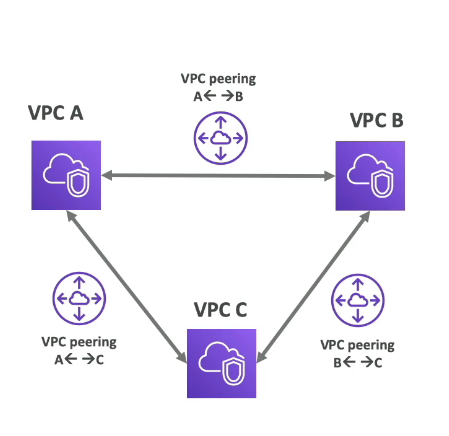 VPC peering
A← →B
VPC A
VPC B
VPC C
VPC peering
A← →C
VPC peering
B← →C